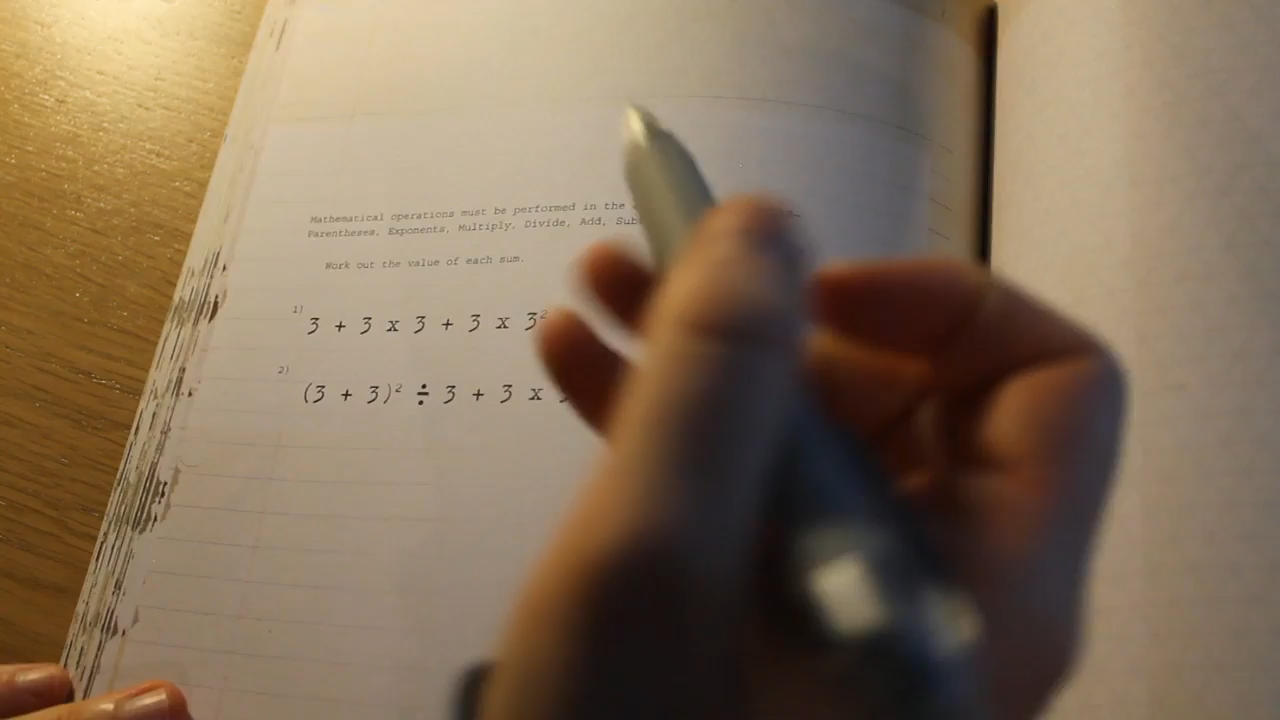 Mathematical operations must be performed in the
Parentheses, Exponents, Multiply, Divide, Add,
Work out the value of each sum.
1)
3 + 3 x 3 + 3 x 3²
2)
(3 + 3)² ÷ 3 + 3 x